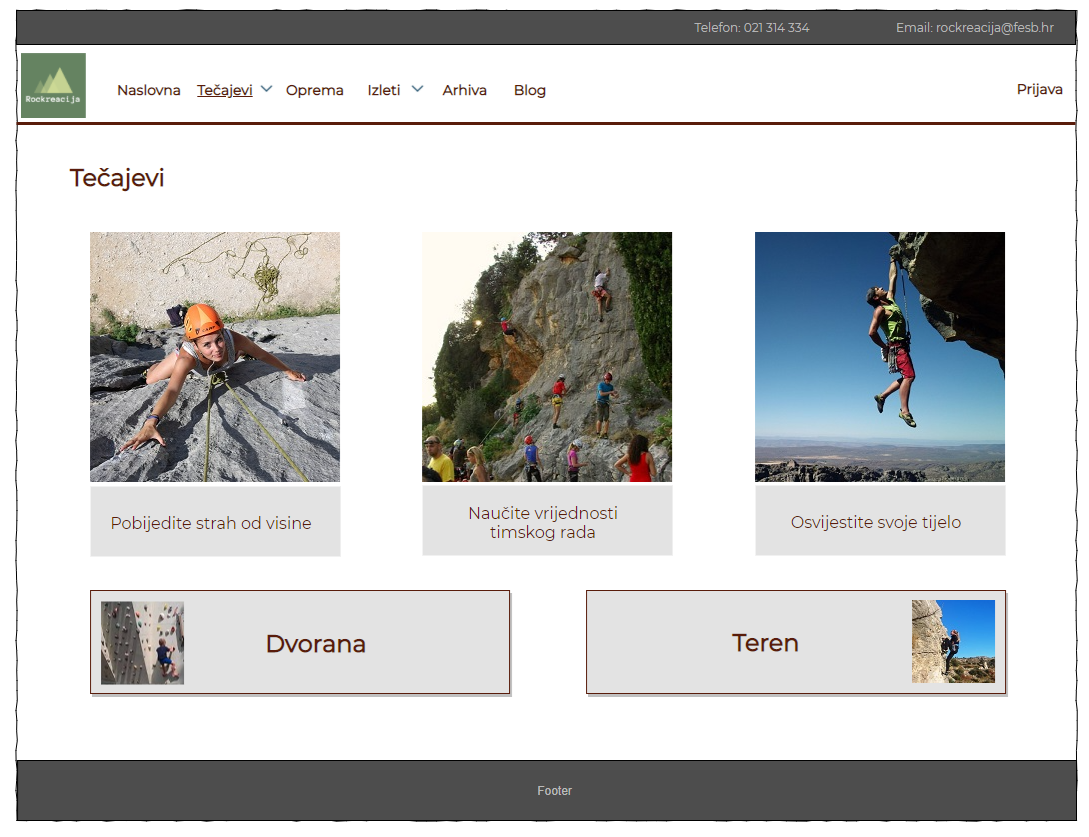 Telefon: 021 314 334
Email: rockreacija@fesb.hr
Rockreacija
Naslovna
Tečajevi
Oprema
Izleti
Arhiva
Blog
Prijava
Tečajevi
Pobijedite strah od visine
Naučite vrijednosti
timskog rada
Osvijestite svoje tijelo
Dvorana
Teren
Footer